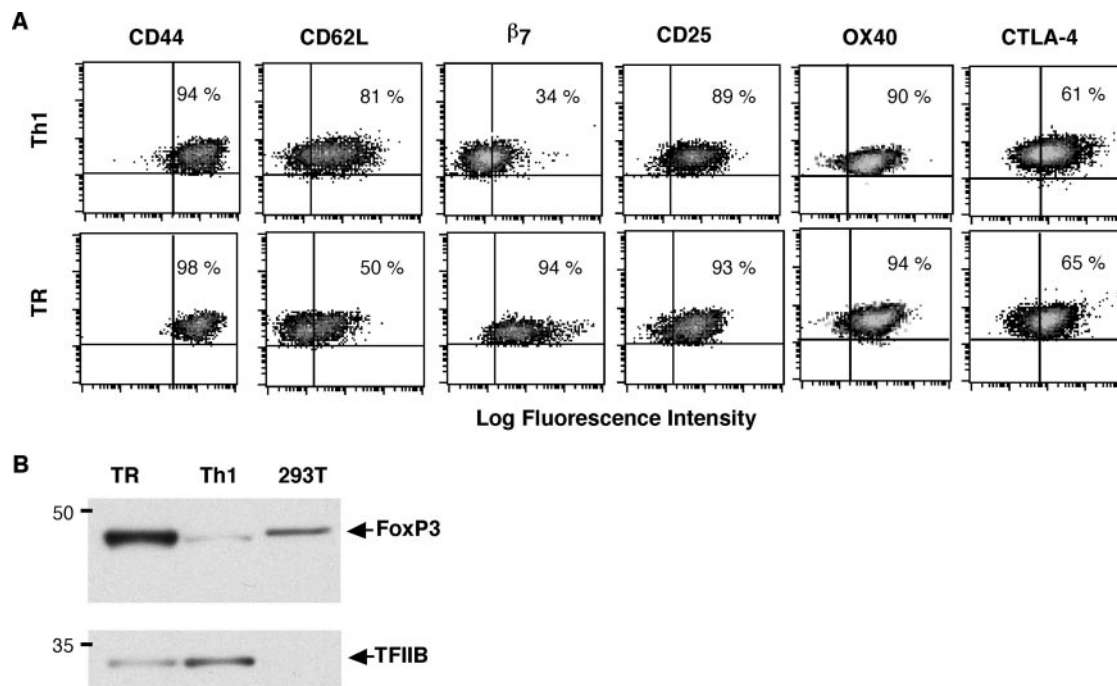 A
CD44 CD62L β7 CD25 OX40 CTLA-4
Th1
94 % 81 % 34 % 89 % 90 % 61 %
TR
98 % 50 % 94 % 93 % 94 % 65 %
Log Fluorescence Intensity
B
TR Th1 293T
50 FoxP3
35 TFIIB